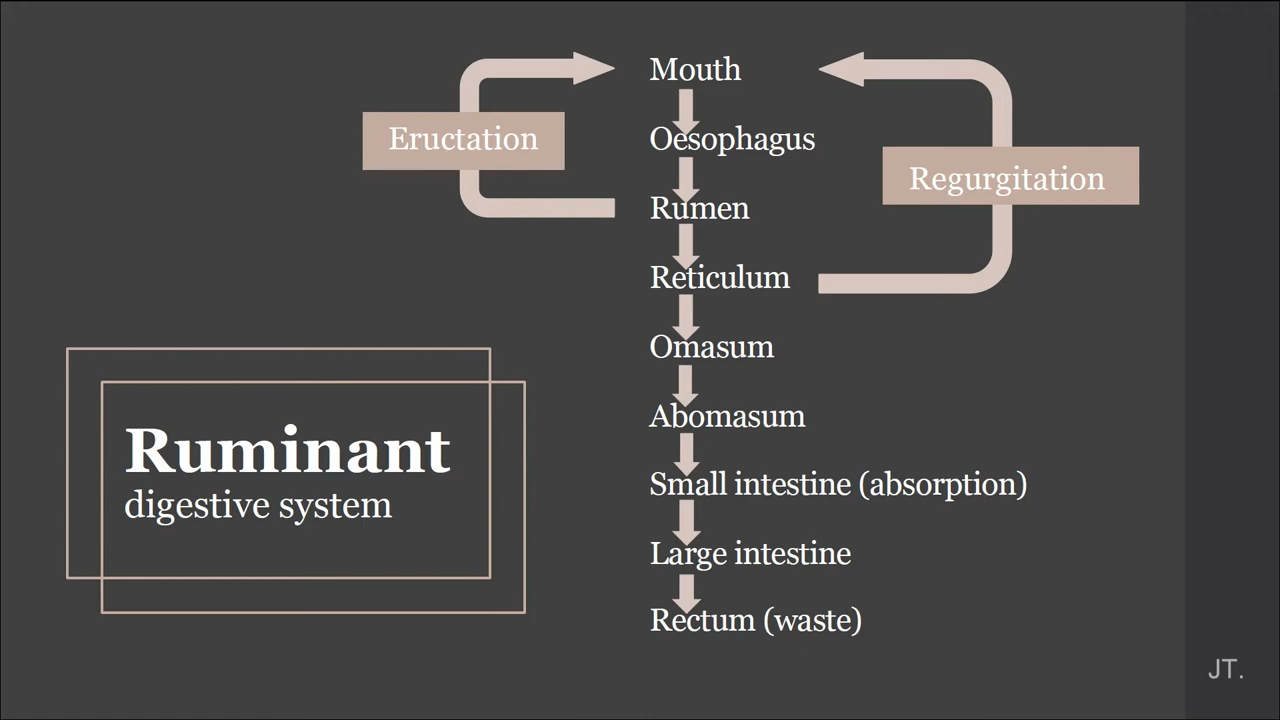 Mouth
Eructation
Oesophagus
Regurgitation
Rumen
Reticulum
Omasum
Abomasum
Ruminant
digestive system
Small intestine (absorption)
Large intestine
Rectum (waste)
JT.